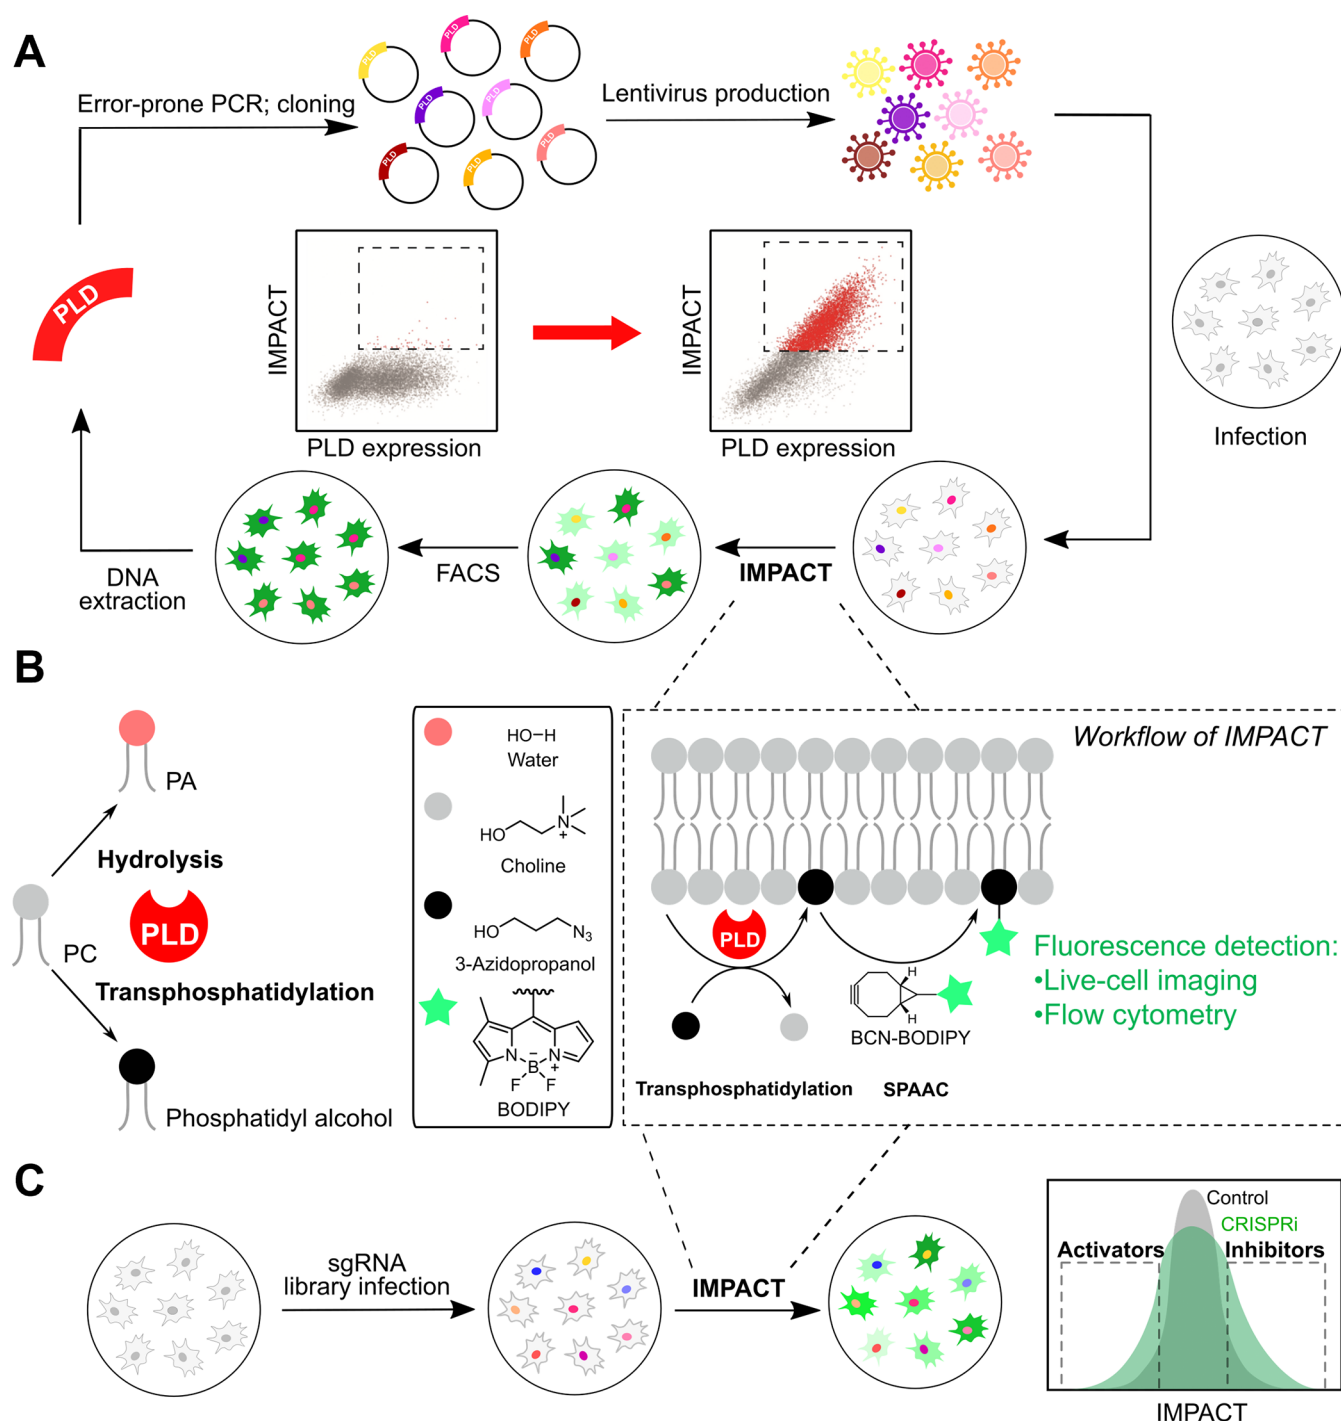 A
Error-prone PCR; cloning
PLD
PLD
PLD
PLD
PLD
PLD
PLD
PLD
Lentivirus production
PLD
IMPACT
PLD expression
IMPACT
PLD expression
Infection
DNA
extraction
FACS
IMPACT
B
PA
Hydrolysis
PLD
PC
Transphosphatidylation
Phosphatidyl alcohol
HO–H
Water
HO
N
+
Choline
HO
N3
3-Azidopropanol
N
B
−
N
+
F
F
BODIPY
Workflow of IMPACT
PLD
H
H
BCN-BODIPY
Transphosphatidylation
SPAAC
Fluorescence detection:
•Live-cell imaging
•Flow cytometry
C
sgRNA
library infection
IMPACT
Control
CRISPRi
Activators
Inhibitors
IMPACT